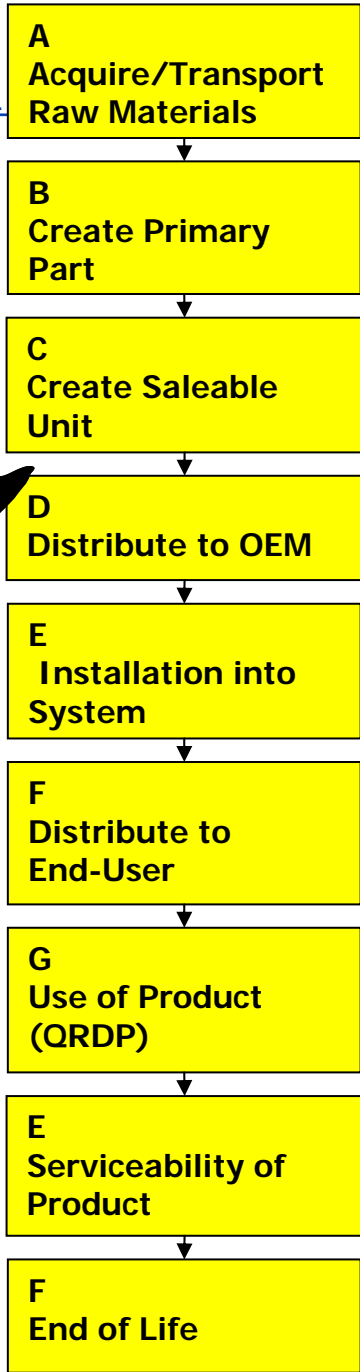 A
Acquire/Transport
Raw Materials
B
Create Primary
Part
C
Create Saleable
Unit
D
Distribute to OEM
E
Installation into
System
F
Distribute to
End-User
G
Use of Product
(QRDP)
E
Serviceability of
Product
F
End of Life